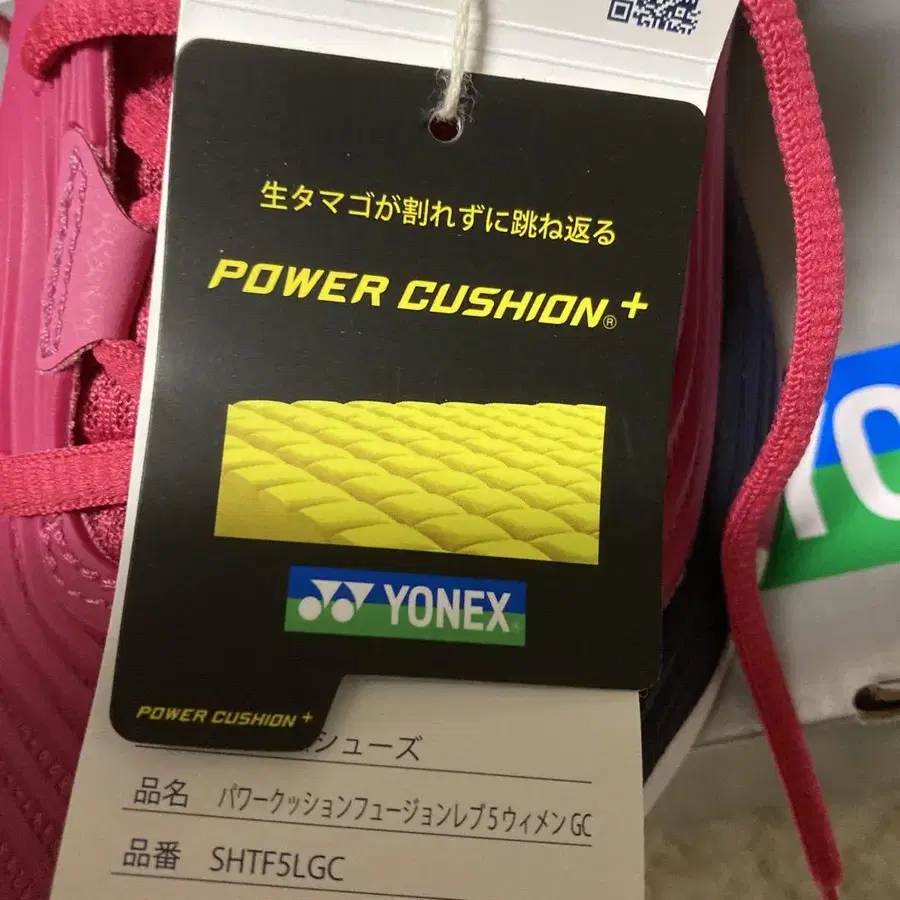 生タマゴが割れずに跳ね返る
POWER CUSHION®+
YONEX®
POWER CUSHION+
シューズ
品名 パワークッションフュージョンレブ5ウィメンGC
品番 SHTF5LGC
YO